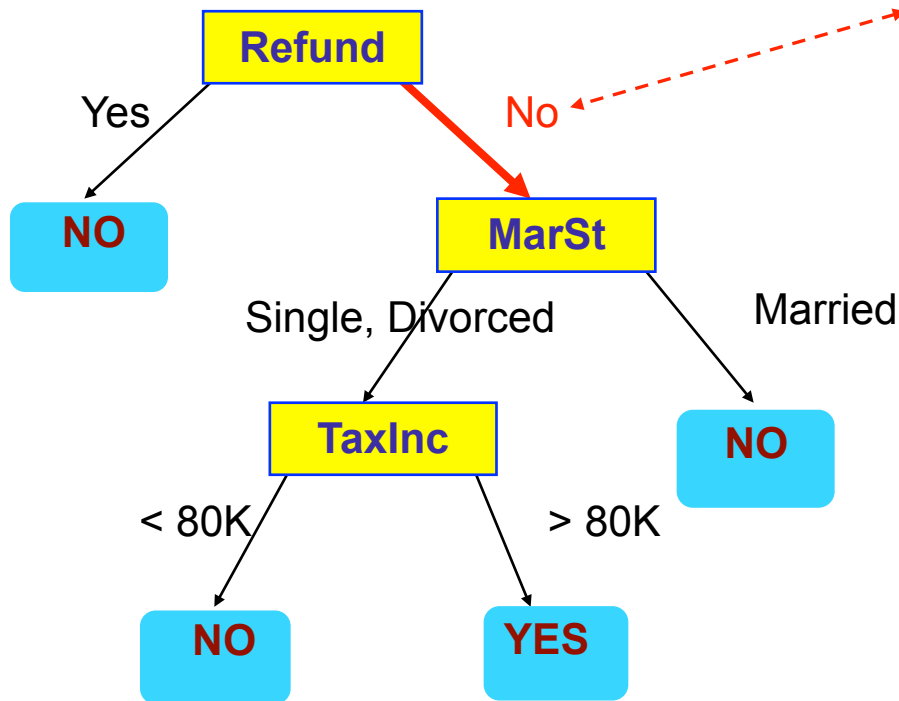 Refund
Yes
No
NO
MarSt
Single, Divorced
Married
TaxInc
NO
< 80K
> 80K
NO
YES